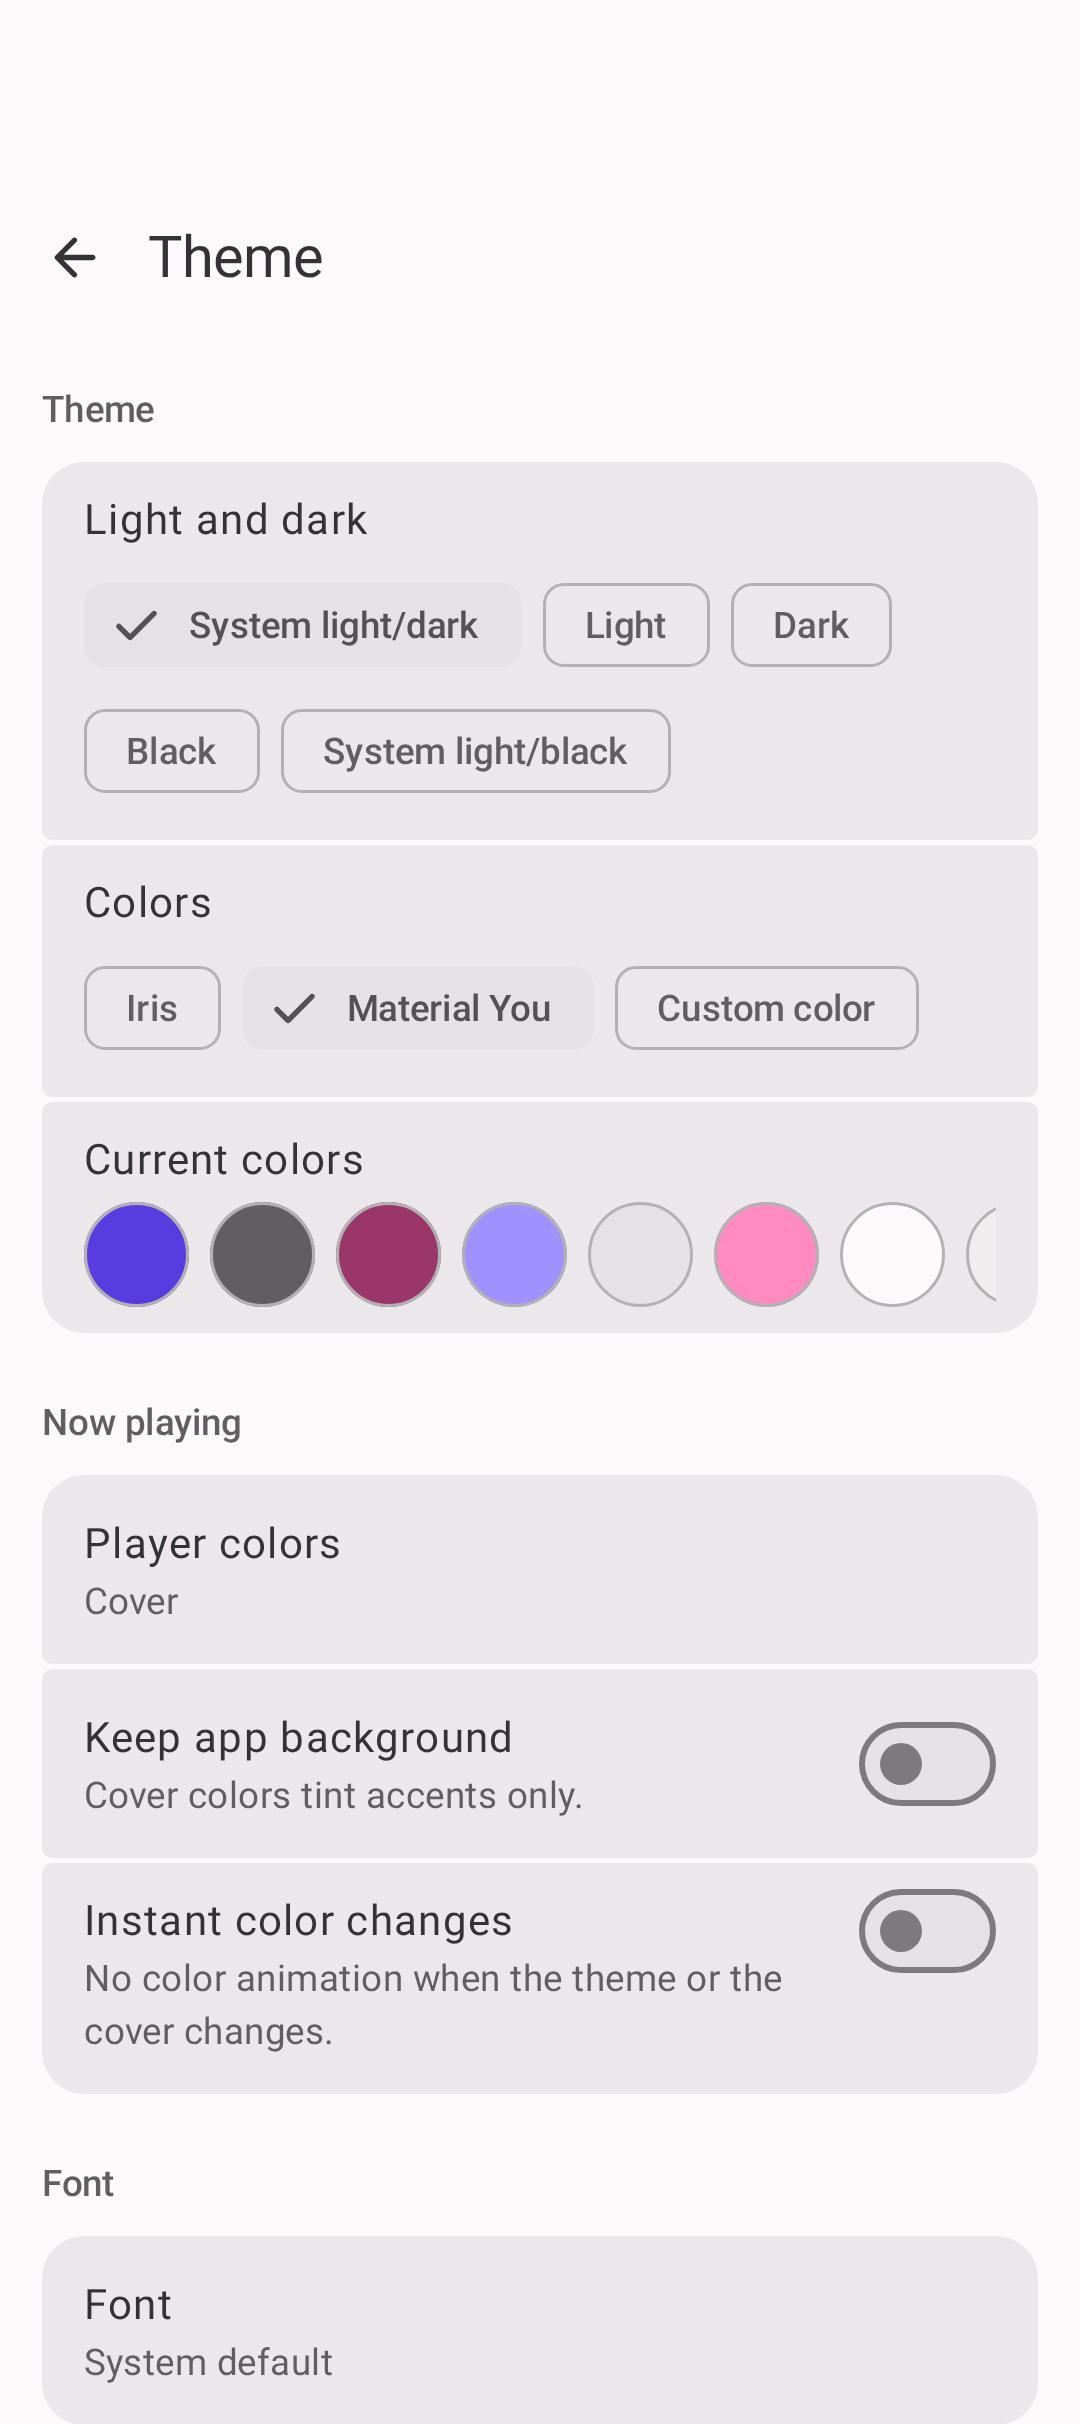 Theme
Theme
Light and dark
System light/dark
Light
Dark
Black
System light/black
Colors
Iris
Material You
Custom color
Current colors
Now playing
Player colors
Cover
Keep app background
Cover colors tint accents only.
Instant color changes
No color animation when the theme or the
cover changes.
Font
Font
System default